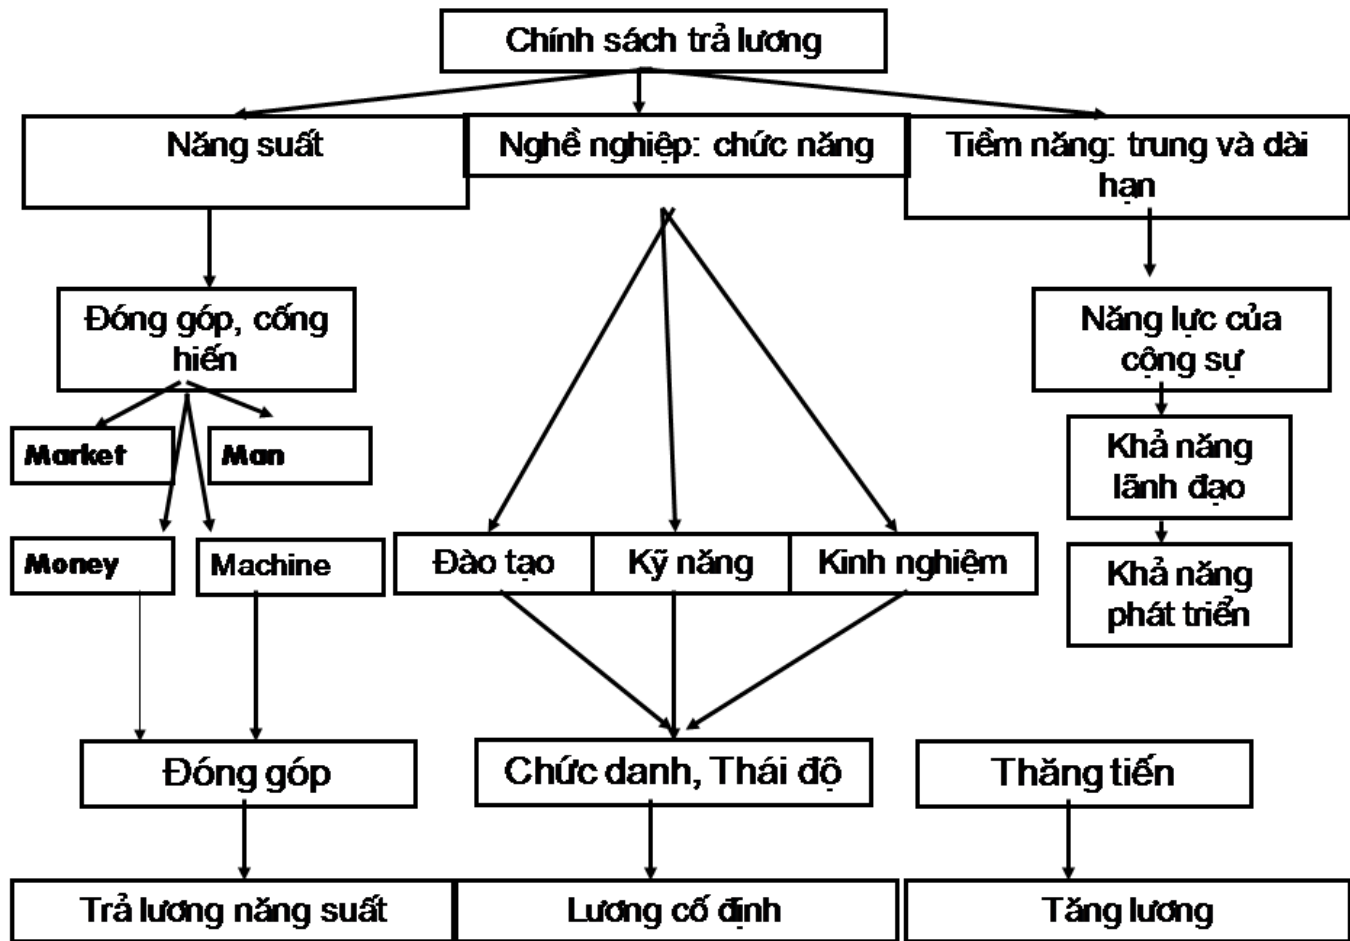 Chính sách trả lương
Năng suất
Nghề nghiệp: chức năng
Tiềm năng: trung và dài
hạn
Đóng góp, cống
hiến
Năng lực của
cộng sự
Market
Man
Khả năng
lãnh đạo
Money
Machine
Đào tạo
Kỹ năng
Kinh nghiệm
Khả năng
phát triển
Đóng góp
Chức danh, Thái độ
Thăng tiến
Trả lương năng suất
Lương cố định
Tăng lương